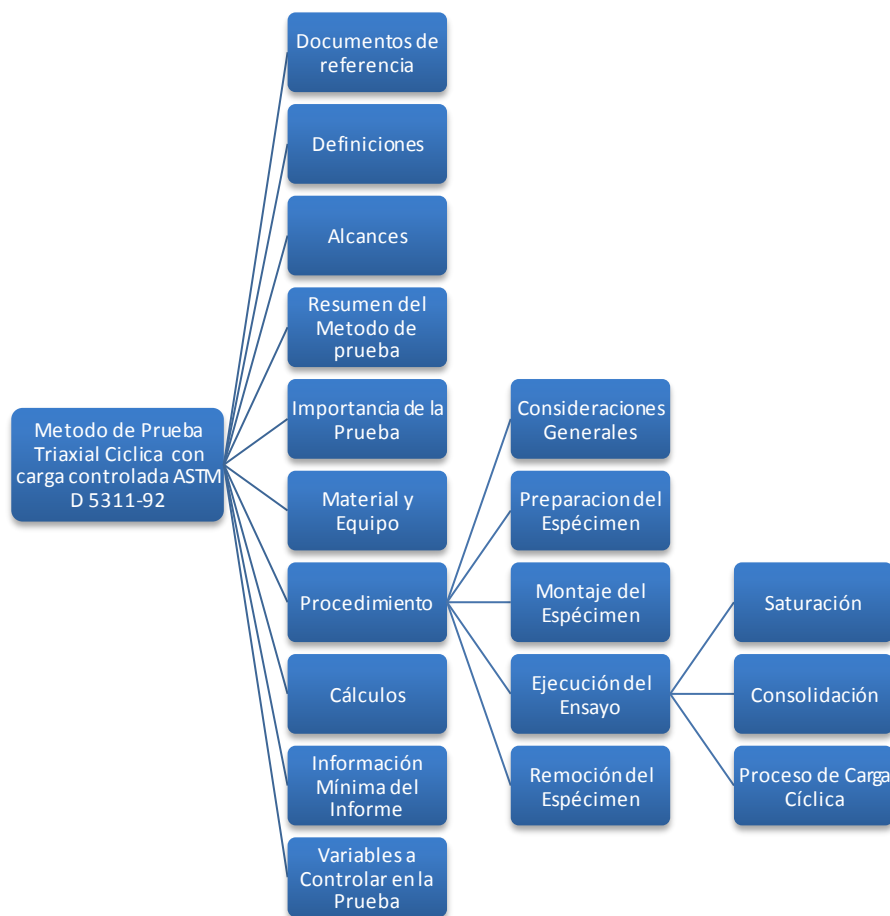 Documentos de
referencia
Definiciones
Alcances
Resumen del
Metodo de
prueba
Importancia de la
Prueba
Consideraciones
Generales
Metodo de Prueba
Triaxial Ciclica con
carga controlada ASTM
D 5311-92
Material y
Equipo
Preparacion del
Espécimen
Procedimiento
Montaje del
Espécimen
Saturación
Cálculos
Ejecución del
Ensayo
Consolidación
Información
Mínima del
Informe
Remoción del
Espécimen
Proceso de Carga
Cíclica
Variables a
Controlar en la
Prueba